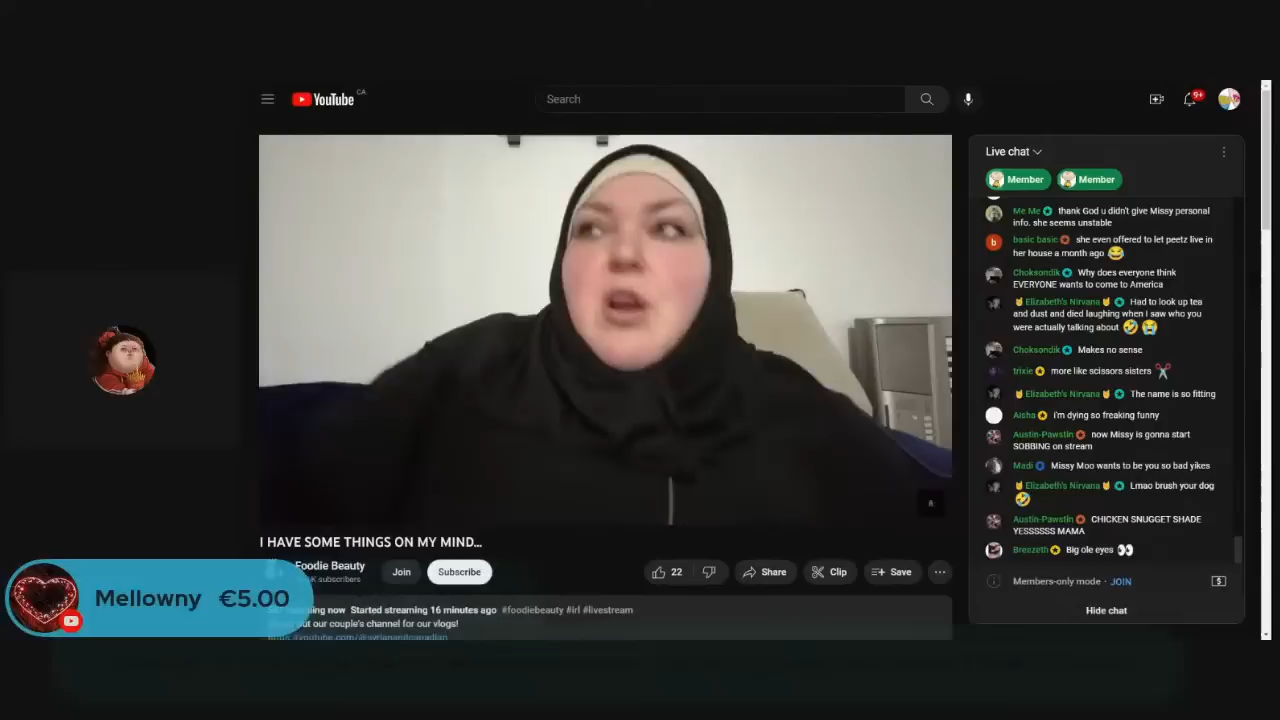 YouTube CA
Search
9+
Live chat
Member Member
Me Me thank God u didn't give Missy personal
info. she seems unstable
basic basic she even offered to let peetz live in
her house a month ago 😂
Choksondik Why does everyone think
EVERYONE wants to come to America
🤘Elizabeth's Nirvana🤘 Had to look up tea
and dust and died laughing when I saw who you
were actually talking about 🤣😭
Choksondik Makes no sense
trixie more like scissors sisters ✂️
🤘Elizabeth's Nirvana🤘 The name is so fitting
Aisha i'm dying so freaking funny
Austin-Pawstin now Missy is gonna start
SOBBING on stream
Madi Missy Moo wants to be you so bad yikes
🤘Elizabeth's Nirvana🤘 Lmao brush your dog
🤣
Austin-Pawstin CHICKEN SNUGGET SHADE
YESSSSSS MAMA
Breezeth Big ole eyes 👀
Members-only mode · JOIN
Hide chat
I HAVE SOME THINGS ON MY MIND...
Foodie Beauty
subscribers
Join
Subscribe
22
Share
Clip
Save
Mellowny €5.00
now Started streaming 16 minutes ago #foodiebeauty #irl #livestream
out our couple's channel for our vlogs!